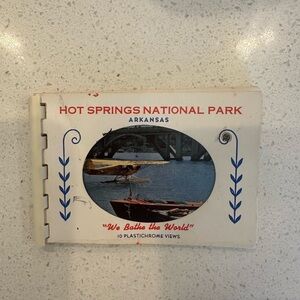 HOT SPRINGS NATIONAL PARK
ARKANSAS
"We Bathe the World"
10 PLASTICHROME VIEWS